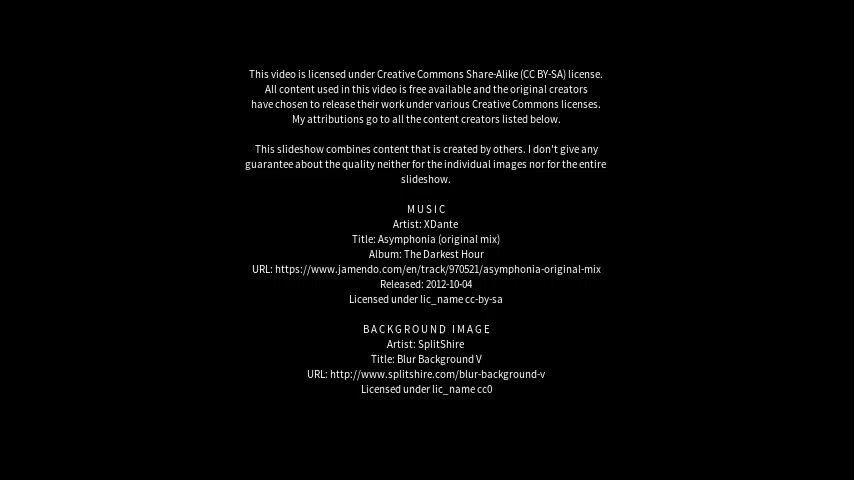 This video is licensed under Creative Commons Share-Alike (CC BY-SA) license.
All content used in this video is free available and the original creators
have chosen to release their work under various Creative Commons licenses.
My attributions go to all the content creators listed below.
This slideshow combines content that is created by others. I don't give any
guarantee about the quality neither for the individual images nor for the entire
slideshow.
MUSIC
Artist: XDante
Title: Asymphonia (original mix)
Album: The Darkest Hour
URL: https://www.jamendo.com/en/track/970521/asymphonia-original-mix
Released: 2012-10-04
Licensed under lic_name cc-by-sa
BACKGROUND IMAGE
Artist: SplitShire
Title: Blur Background V
URL: http://www.splitshire.com/blur-background-v
Licensed under lic_name cc0